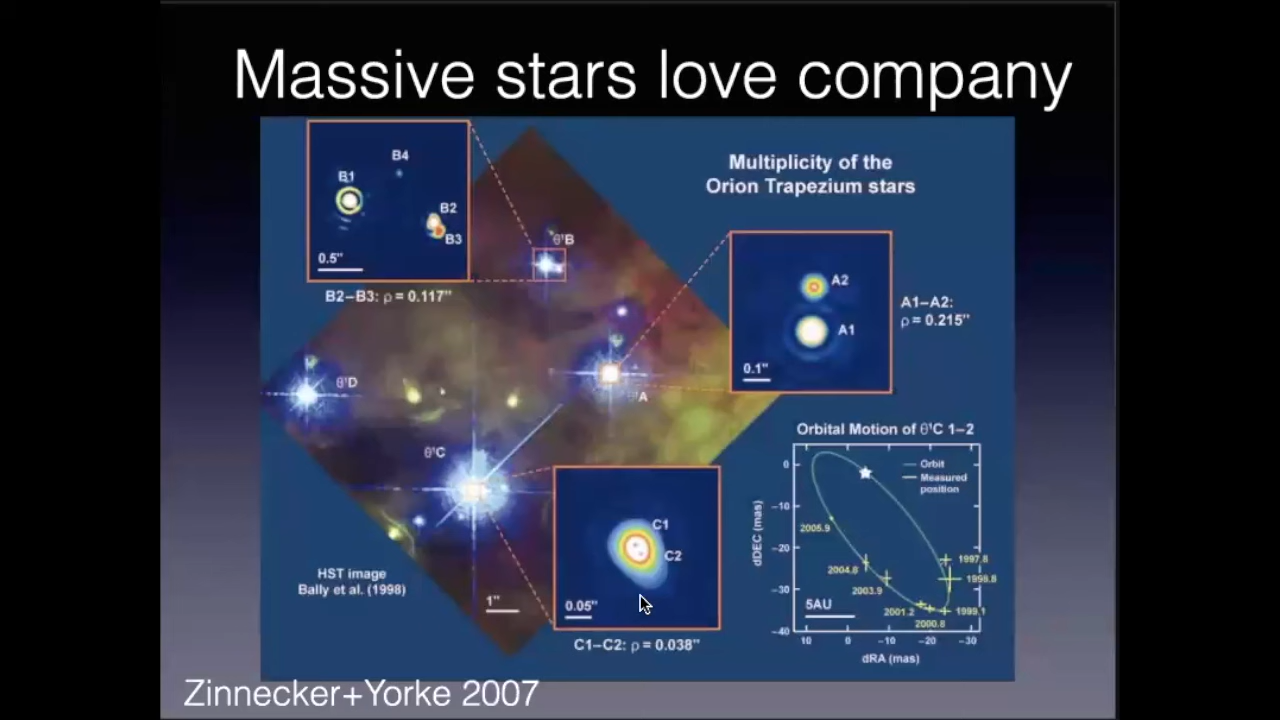 Massive stars love company
Multiplicity of the
Orion Trapezium stars
B4
B1
B2
B3
0.5"
B2–B3: ρ = 0.117"
θ¹B
A2
A1
0.1"
A1–A2:
ρ = 0.215"
θ¹D
θ¹A
θ¹C
C1
C2
0.05"
C1–C2: ρ = 0.038"
1"
HST image
Bally et al. (1998)
Orbital Motion of θ¹C 1–2
Orbit
Measured
position
dDEC (mas)
0
-10
-20
-30
-40
2005.9
2004.8
2003.9
2001.2
2000.8
1999.1
1998.8
1997.8
5AU
10 0 -10 -20 -30
dRA (mas)
Zinnecker+Yorke 2007